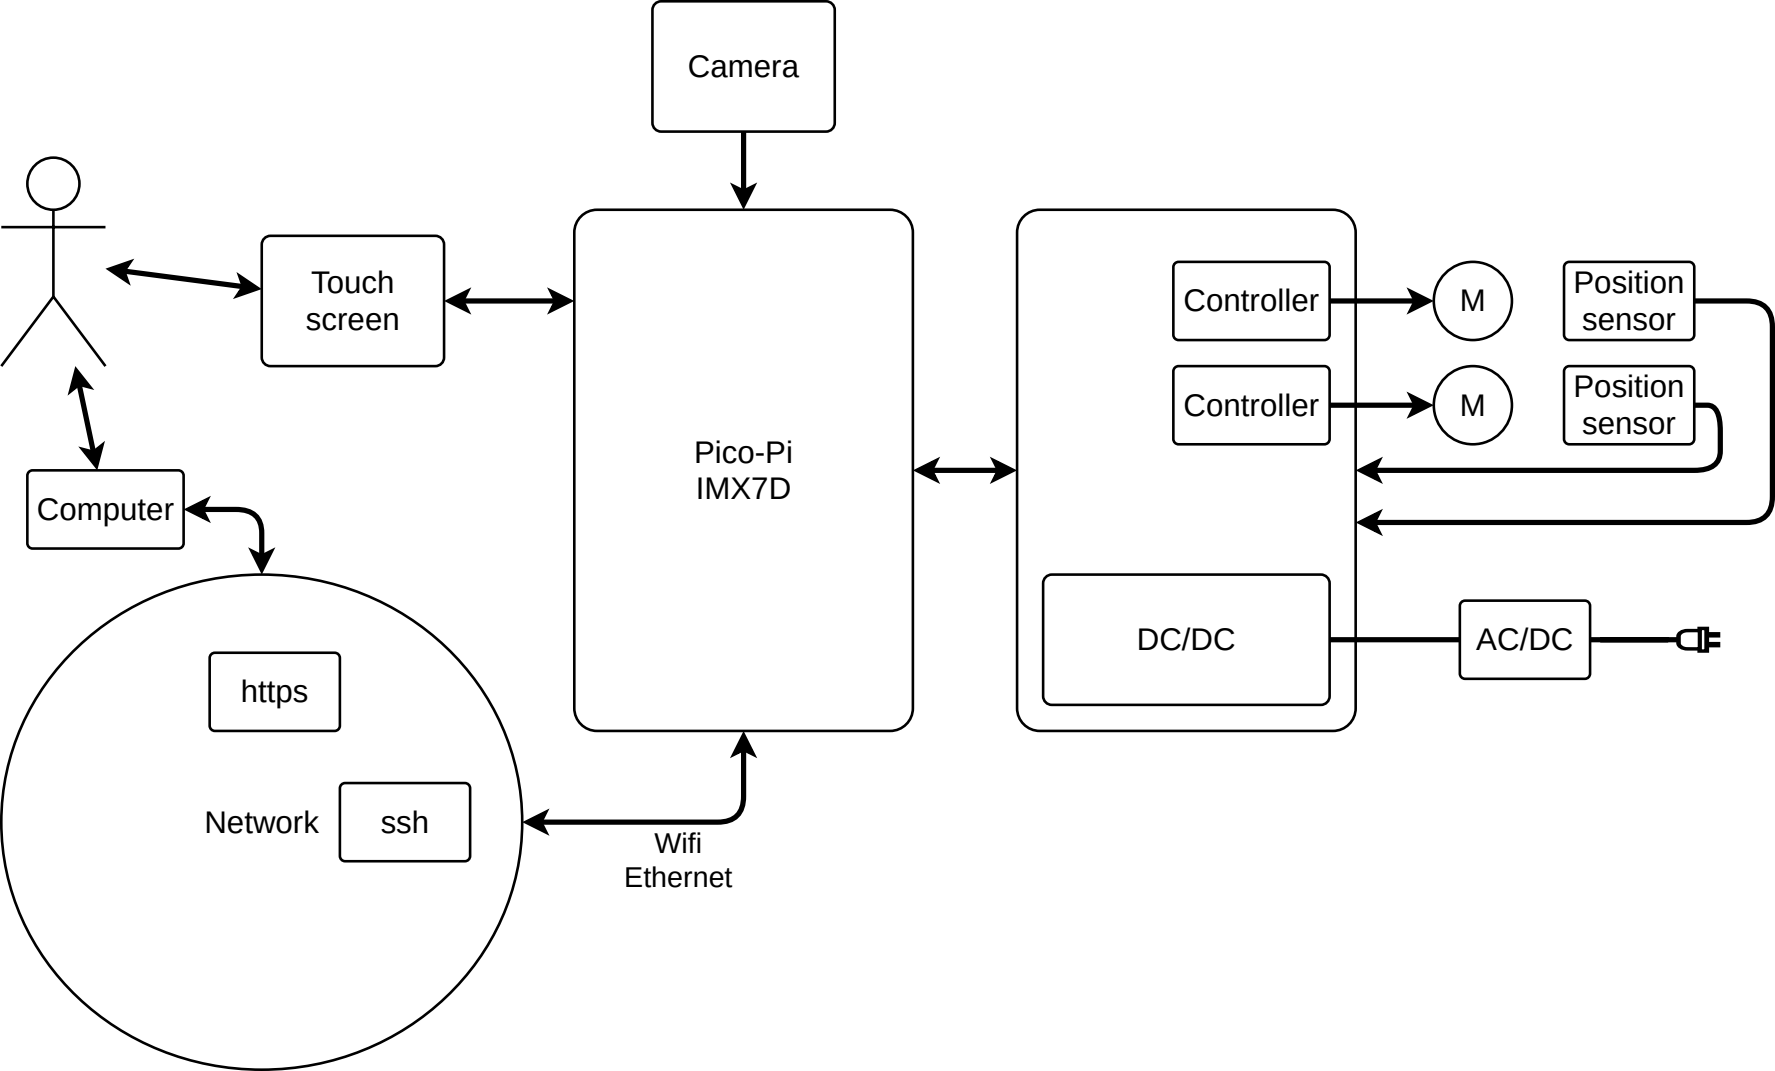 Camera
Touch
screen
Controller
M
Position
sensor
Controller
M
Position
sensor
Pico-Pi
IMX7D
Computer
DC/DC
AC/DC
https
Network
ssh
Wifi
Ethernet